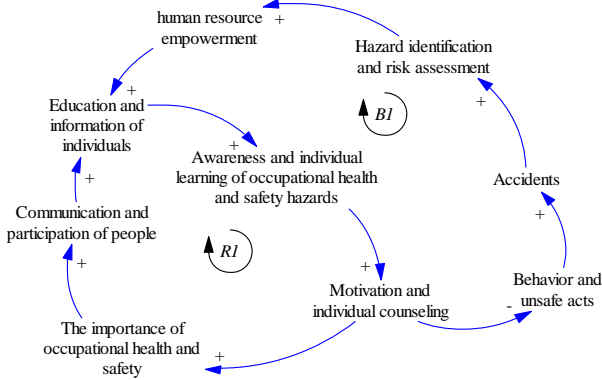 human resource
empowerment
+
Hazard identification
and risk assessment
+
+
Education and
information of
individuals
B1
+
+
Awareness and individual
learning of occupational health
and safety hazards
Accidents
+
+
Communication and
participation of people
R1
+
+
Behavior and
unsafe acts
Motivation and
individual counseling
-
The importance of
occupational health and
safety
+